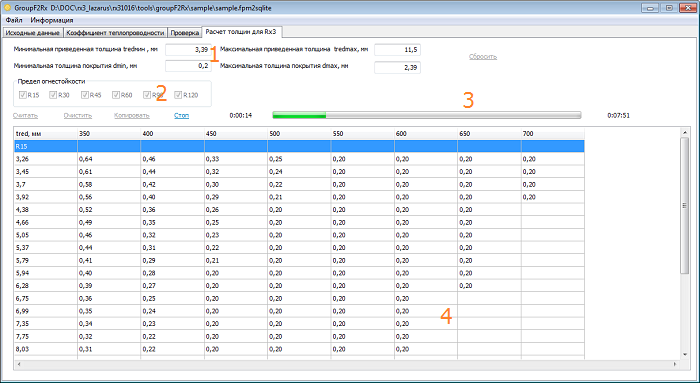 GroupF2Rx D:\DOC\rx3_lazarus\rx31016\tools\groupF2Rx\sample\sample.fpm2sqlite
Файл Информация
Исходные данные Коэффициент теплопроводности Проверка Расчет толщин для Rx3
Минимальная приведенная толщина tredмин , мм 3,39 1 Максимальная приведенная толщина tredmax, мм 11,5
Сбросить
Минимальная толщина покрытия dmin, мм 0,2 Максимальная толщина покрытия dmax, мм 2,39
Предел огнестойкости
R15 R30 R45 R60 R90 R120 2 3
Считать Очистить Копировать Стоп 0:00:14 0:07:51
tred, мм 350 400 450 500 550 600 650 700
R15
3,26 0,64 0,46 0,33 0,25 0,20 0,20 0,20 0,20
3,45 0,61 0,44 0,32 0,24 0,20 0,20 0,20 0,20
3,7 0,58 0,42 0,30 0,22 0,20 0,20 0,20 0,20
3,92 0,56 0,40 0,29 0,21 0,20 0,20 0,20 0,20
4,38 0,52 0,36 0,26 0,20 0,20 0,20 0,20
4,66 0,49 0,35 0,25 0,20 0,20 0,20 0,20
5,05 0,46 0,32 0,23 0,20 0,20 0,20 0,20
5,37 0,44 0,31 0,22 0,20 0,20 0,20 0,20
5,79 0,41 0,29 0,21 0,20 0,20 0,20 0,20
5,94 0,40 0,28 0,20 0,20 0,20 0,20 0,20
6,28 0,39 0,27 0,20 0,20 0,20 0,20 0,20
6,75 0,36 0,25 0,20 0,20 0,20 0,20
6,99 0,35 0,24 0,20 0,20 0,20 0,20 4
7,35 0,34 0,23 0,20 0,20 0,20 0,20
7,75 0,32 0,22 0,20 0,20 0,20 0,20
8,03 0,31 0,22 0,20 0,20 0,20 0,20